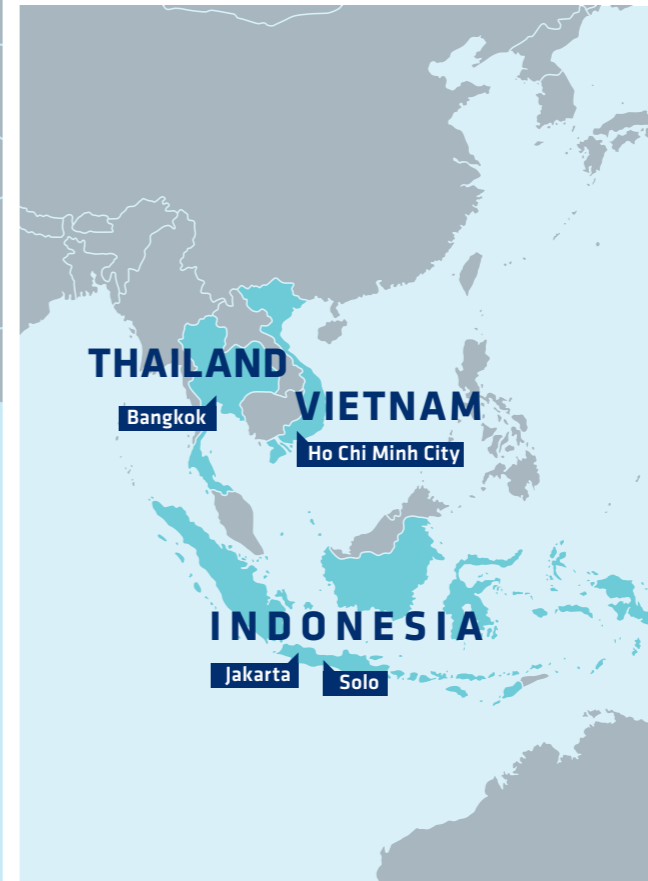 THAILAND
Bangkok
VIETNAM
Ho Chi Minh City
INDONESIA
Jakarta
Solo